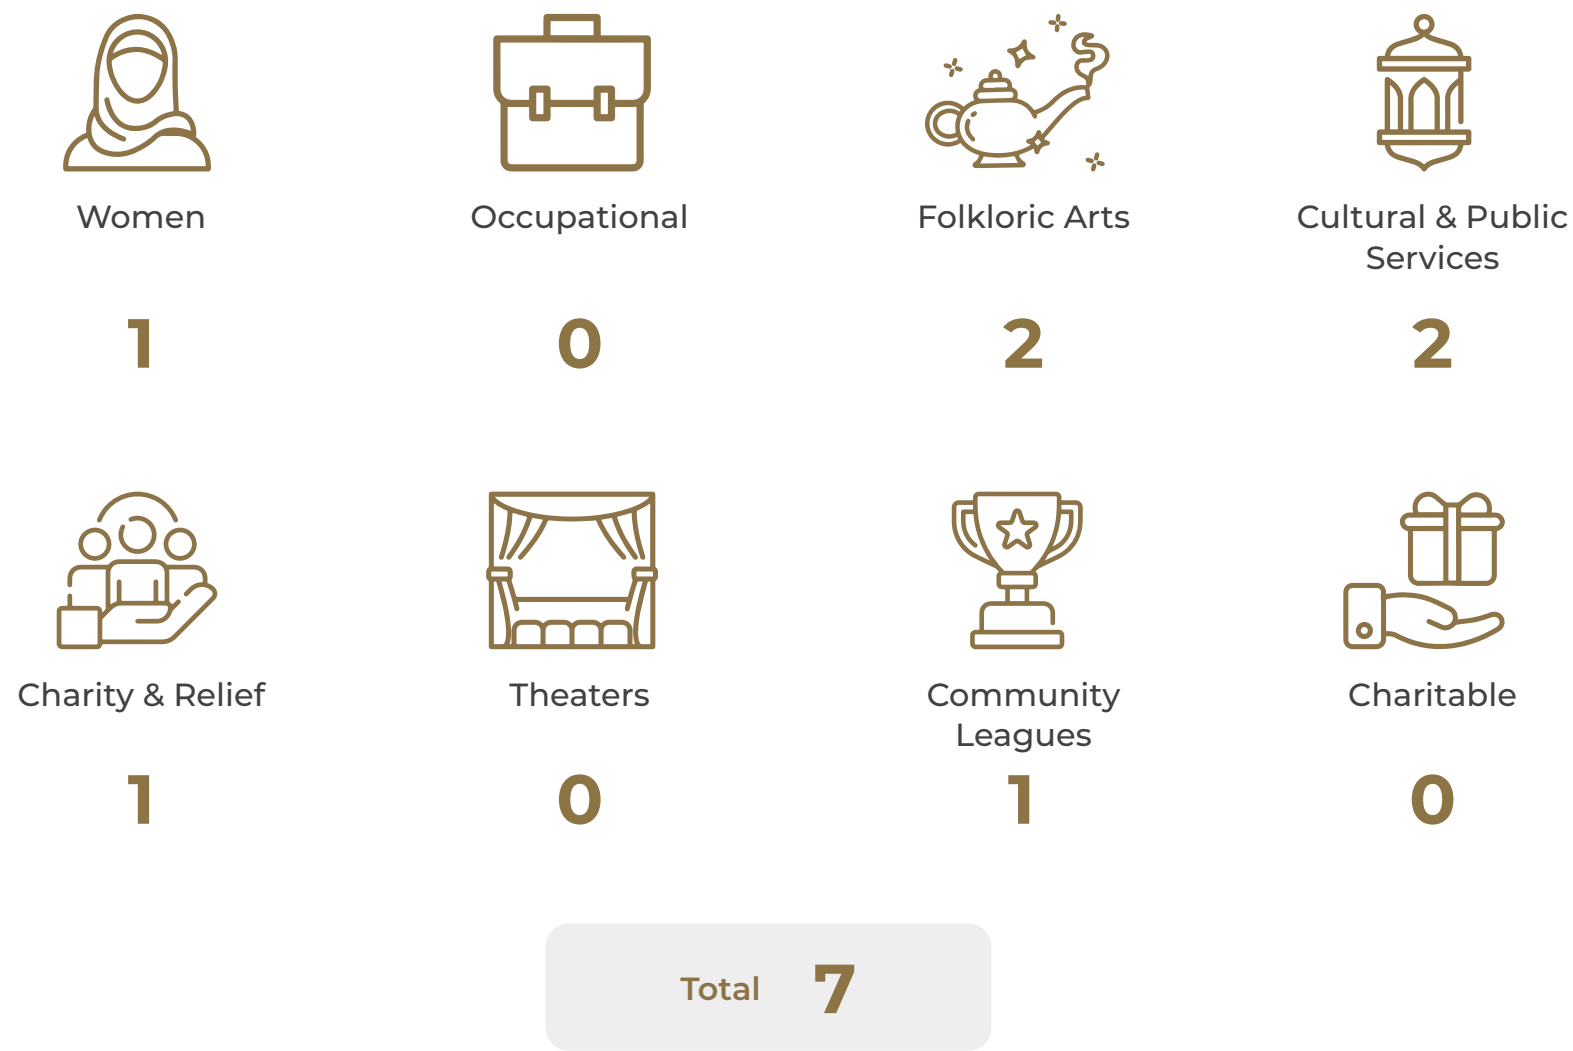 Women
Occupational
Folkloric Arts
Cultural & Public
Services
1
0
2
2
Charity & Relief
Theaters
Community
Leagues
Charitable
1
0
1
0
Total 7